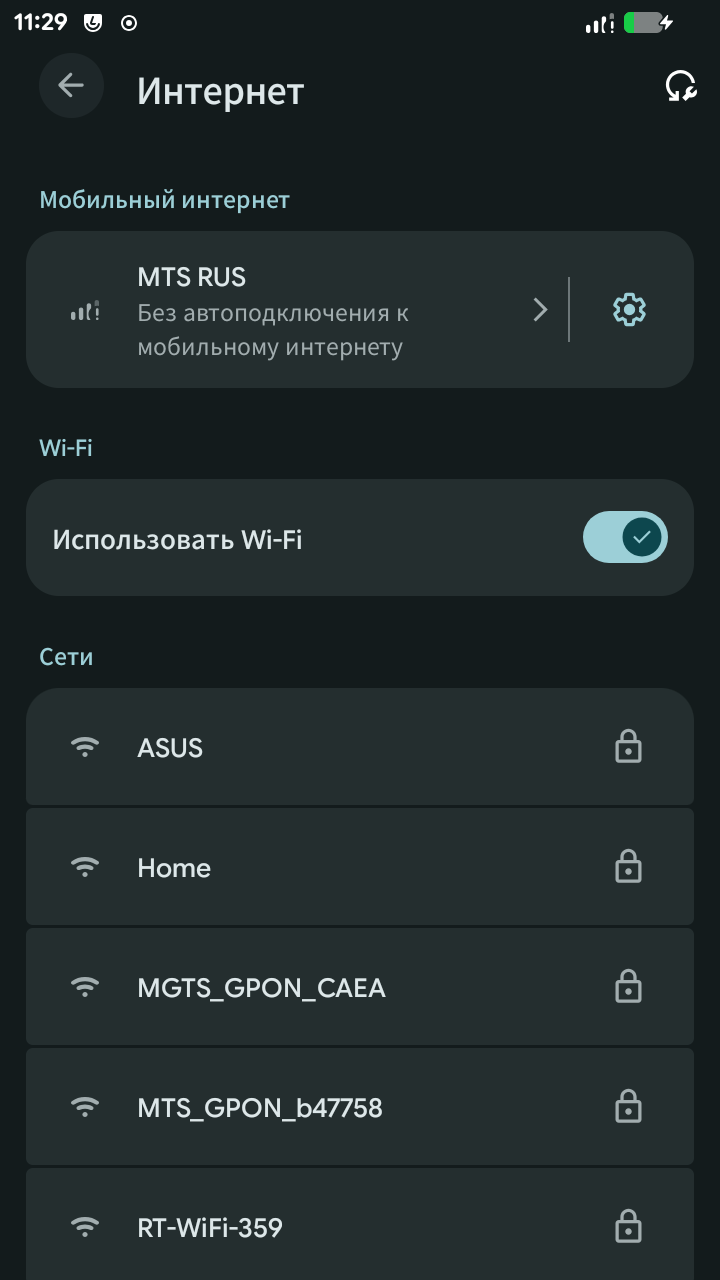 11:29
Интернет
Мобильный интернет
MTS RUS
Без автоподключения к
мобильному интернету
Wi-Fi
Использовать Wi-Fi
Сети
ASUS
Home
MGTS_GPON_CAEA
MTS_GPON_b47758
RT-WiFi-359